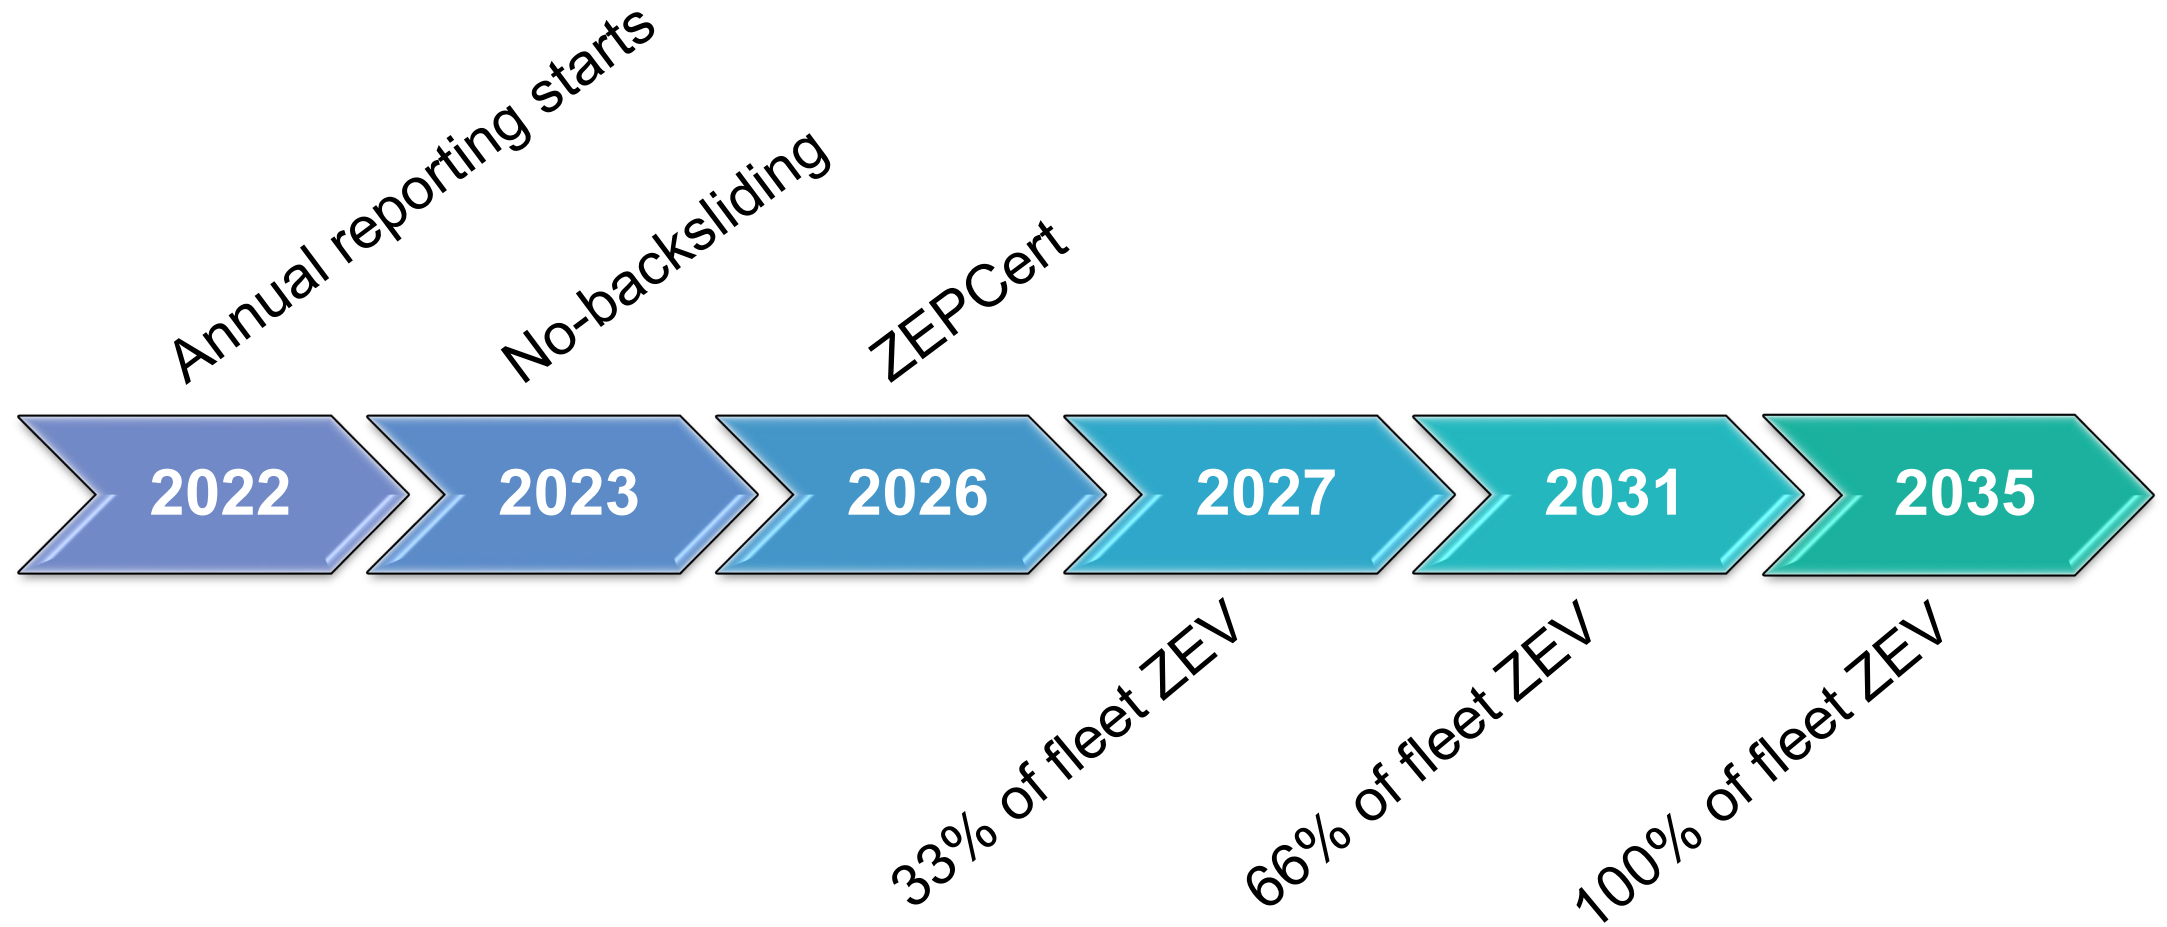 Annual reporting starts
No-backsliding
ZEPCert
2022
2023
2026
2027
2031
2035
33% of fleet ZEV
66% of fleet ZEV
100% of fleet ZEV